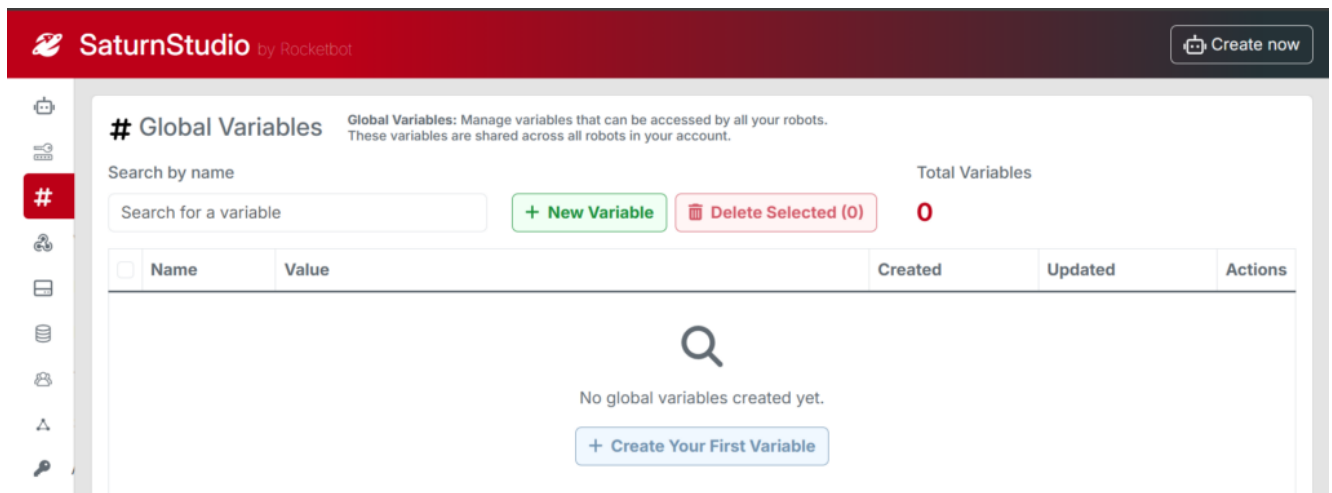 SaturnStudio by Rocketbot
Create now
# Global Variables
Global Variables: Manage variables that can be accessed by all your robots.
These variables are shared across all robots in your account.
Search by name
Total Variables
Search for a variable
+ New Variable
Delete Selected (0)
0
#
Name
Value
Created
Updated
Actions
No global variables created yet.
+ Create Your First Variable